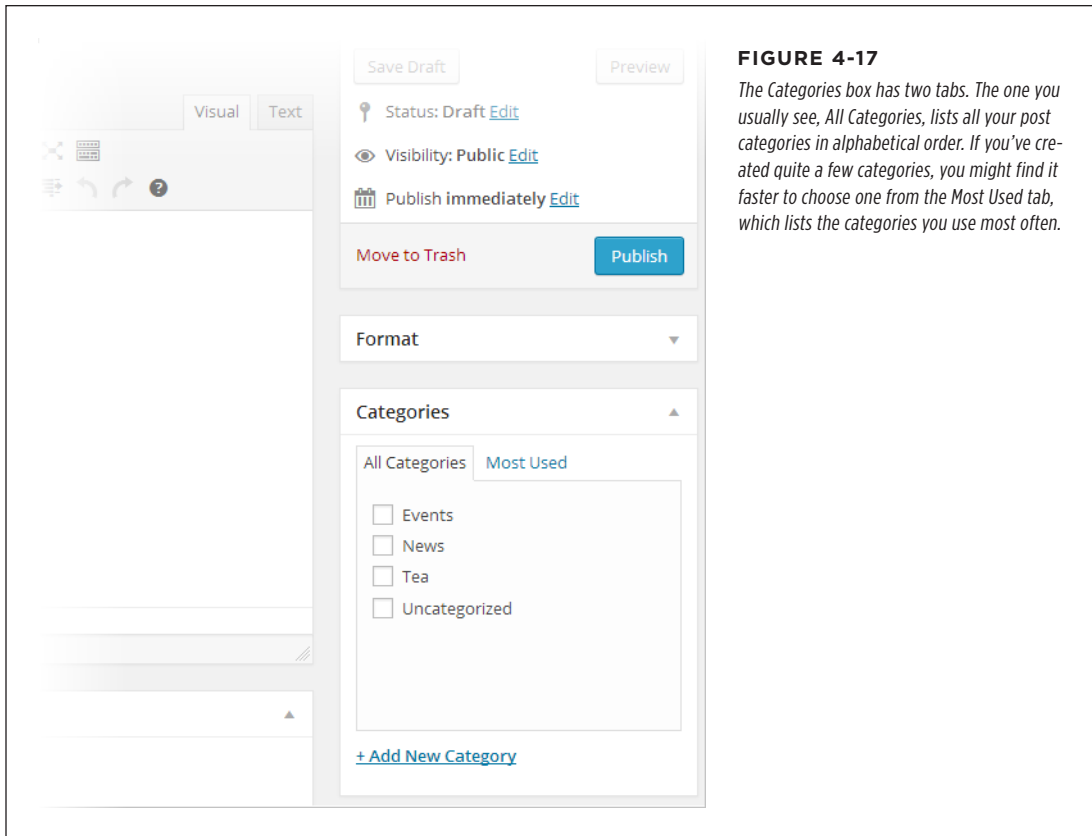 Save Draft
Preview
Visual
Text
Status: Draft Edit
Visibility: Public Edit
Publish immediately Edit
Move to Trash
Publish
Format
Categories
All Categories
Most Used
Events
News
Tea
Uncategorized
+ Add New Category
FIGURE 4-17
The Categories box has two tabs. The one you
usually see, All Categories, lists all your post
categories in alphabetical order. If you've cre-
ated quite a few categories, you might find it
faster to choose one from the Most Used tab,
which lists the categories you use most often.